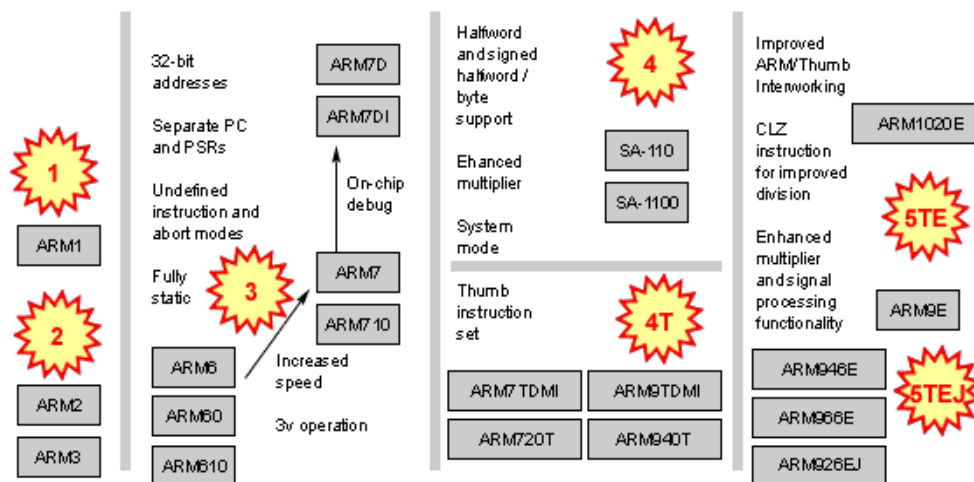 1
ARM1
2
ARM2
ARM3
32-bit
addresses
Separate PC
and PSRs
Undefined
instruction and
abort modes
Fully
static
3
ARM7D
ARM7DI
On-chip
debug
ARM7
ARM710
ARM6
ARM60
ARM610
Increased
speed
3v operation
Halfword
and signed
halfword /
byte
support
4
Ehanced
multiplier
System
mode
SA-110
SA-1100
Thumb
instruction
set
4T
ARM7TDMI
ARM9TDMI
ARM720T
ARM940T
Improved
ARM/Thumb
Interworking
ARM1020E
CLZ
instruction
for improved
division
5TE
Enhanced
multiplier
and signal
processing
functionality
ARM9E
ARM946E
ARM966E
ARM926EJ
5TEJ